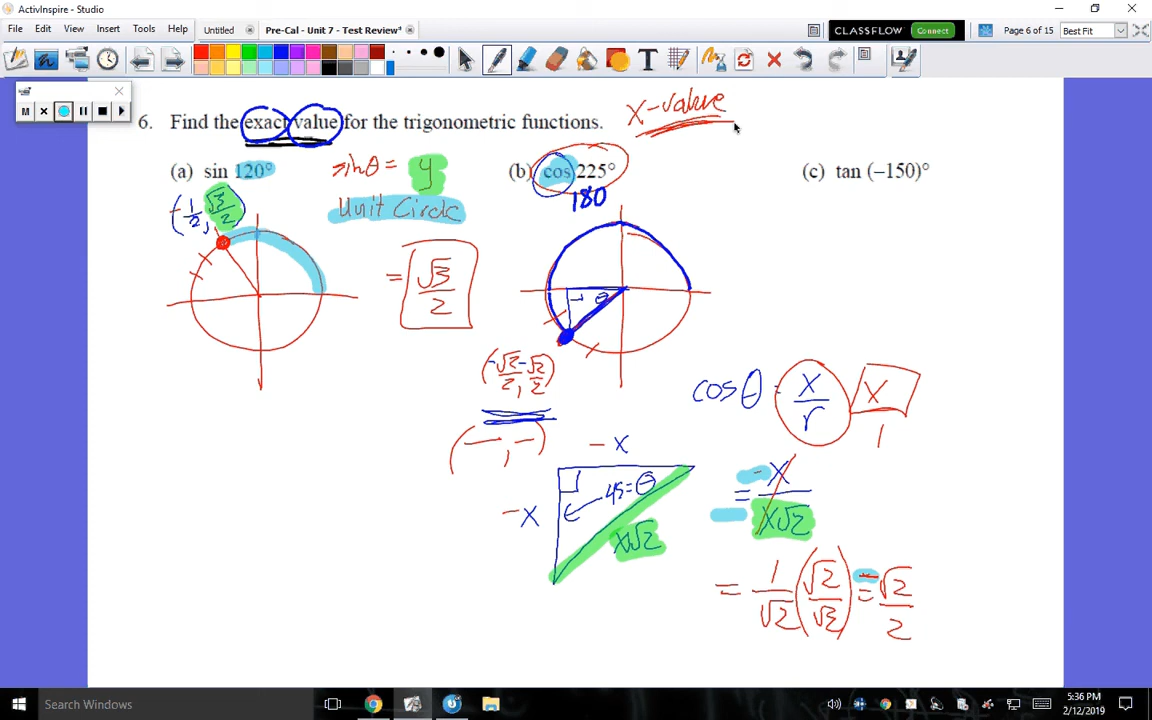 ActivInspire - Studio
File Edit View Insert Tools Help
Untitled
Pre-Cal - Unit 7 - Test Review*
CLASSFLOW Connect
Page 6 of 15
Best Fit
M
6. Find the exact value for the trigonometric functions.
x-value
(a) sin 120°
sinθ = y
(b) cos 225°
(c) tan (−150)°
180
(-1/2, √3/2)
Unit Circle
= √3/2
θ
(-√2/2, -√2/2)
cosθ = x/r
x/1
(−, −)
-x
45=θ
-x
x√2
= -x/x√2
= 1/√2 (√2/√2) = -√2/2
Search Windows
5:36 PM
2/12/2019